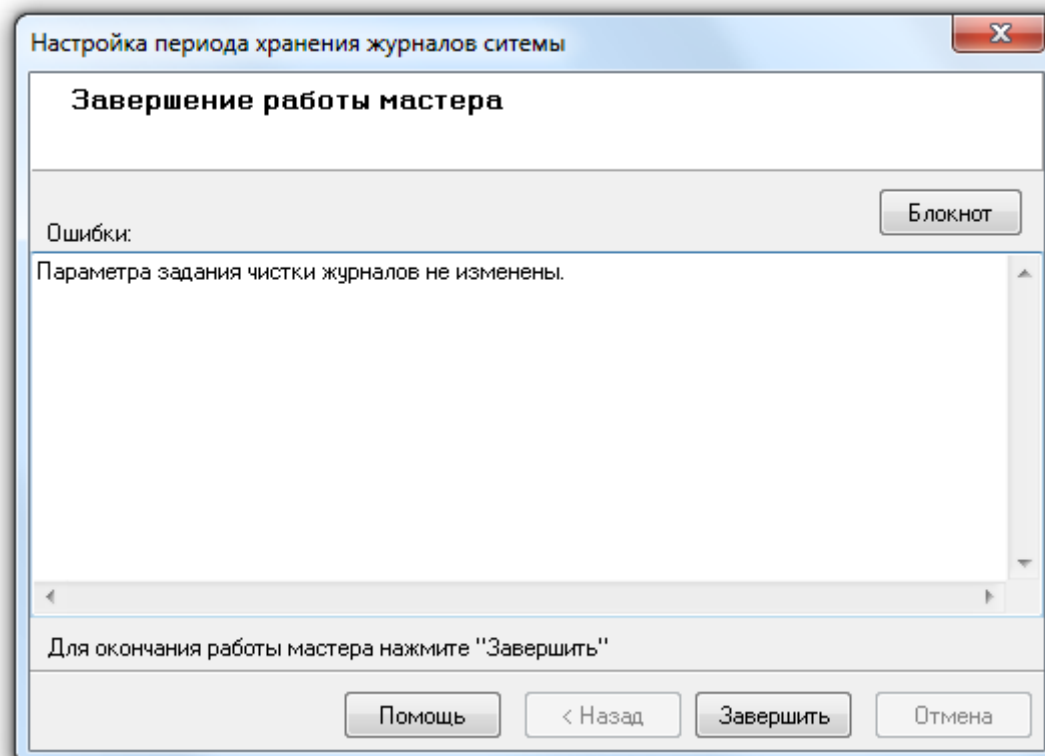 Настройка периода хранения журналов ситемы
Завершение работы мастера
Блокнот
Ошибки:
Параметра задания чистки журналов не изменены.
Для окончания работы мастера нажмите "Завершить"
Помощь
< Назад
Завершить
Отмена